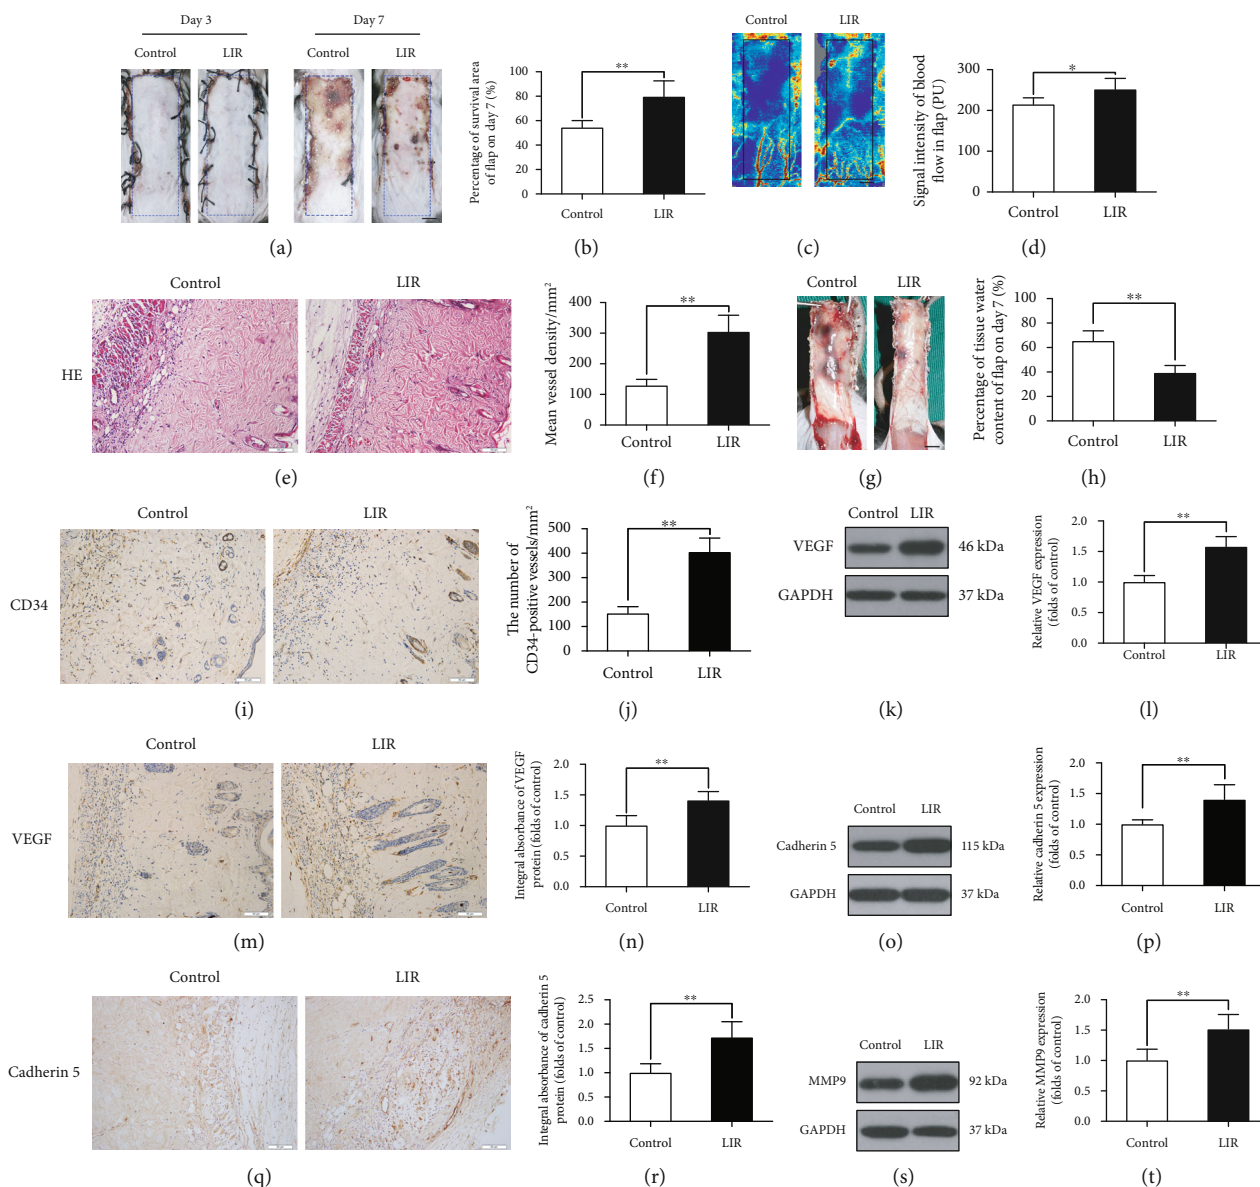 Day 3
Day 7
Control
LIR
Control
LIR
(a)
Percentage of survival area
of flap on day 7 (%)
100
80
60
40
20
0
**
Control
LIR
(b)
Control
LIR
(c)
Signal intensity of blood
flow in flap (PU)
300
200
100
0
*
Control
LIR
(d)
HE
Control
LIR
(e)
Mean vessel density/mm²
400
300
200
100
0
**
Control
LIR
(f)
Control
LIR
(g)
Percentage of tissue water
content of flap on day 7 (%)
100
80
60
40
20
0
**
Control
LIR
(h)
CD34
Control
LIR
(i)
The number of
CD34-positive vessels/mm²
500
400
300
200
100
0
**
Control
LIR
(j)
Control
LIR
VEGF
46 kDa
GAPDH
37 kDa
(k)
Relative VEGF expression
(folds of control)
2.0
1.5
1.0
0.5
0.0
**
Control
LIR
(l)
VEGF
Control
LIR
(m)
Integral absorbance of VEGF
protein (folds of control)
2.0
1.5
1.0
0.5
0.0
**
Control
LIR
(n)
Control
LIR
Cadherin 5
115 kDa
GAPDH
37 kDa
(o)
Relative cadherin 5 expression
(folds of control)
2.0
1.5
1.0
0.5
0.0
**
Control
LIR
(p)
Cadherin 5
Control
LIR
(q)
Integral absorbance of cadherin 5
protein (folds of control)
2.5
2.0
1.5
1.0
0.5
0.0
**
Control
LIR
(r)
Control
LIR
MMP9
92 kDa
GAPDH
37 kDa
(s)
Relative MMP9 expression
(folds of control)
2.0
1.5
1.0
0.5
0.0
**
Control
LIR
(t)